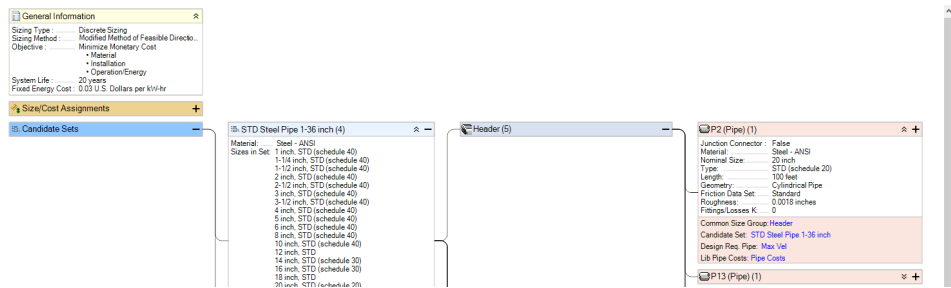 General Information
Sizing Type : Discrete Sizing
Sizing Method : Modified Method of Feasible Directio...
Objective : Minimize Monetary Cost
• Material
• Installation
• Operation/Energy
System Life : 20 years
Fixed Energy Cost : 0.03 U.S. Dollars per kW-hr
Size/Cost Assignments
Candidate Sets
STD Steel Pipe 1-36 inch (4)
Material: Steel - ANSI
Sizes in Set: 1 inch, STD (schedule 40)
1-1/4 inch, STD (schedule 40)
1-1/2 inch, STD (schedule 40)
2 inch, STD (schedule 40)
2-1/2 inch, STD (schedule 40)
3 inch, STD (schedule 40)
3-1/2 inch, STD (schedule 40)
4 inch, STD (schedule 40)
5 inch, STD (schedule 40)
6 inch, STD (schedule 40)
8 inch, STD (schedule 40)
10 inch, STD (schedule 40)
12 inch, STD
14 inch, STD (schedule 30)
16 inch, STD (schedule 30)
18 inch, STD
20 inch, STD (schedule 20)
Header (5)
P2 (Pipe) (1)
Junction Connector : False
Material: Steel - ANSI
Nominal Size: 20 inch
Type: STD (schedule 20)
Length: 100 feet
Geometry: Cylindrical Pipe
Friction Data Set: Standard
Roughness: 0.0018 inches
Fittings/Losses K: 0
Common Size Group: Header
Candidate Set: STD Steel Pipe 1-36 inch
Design Req. Pipe: Max Vel
Lib Pipe Costs: Pipe Costs
P13 (Pipe) (1)